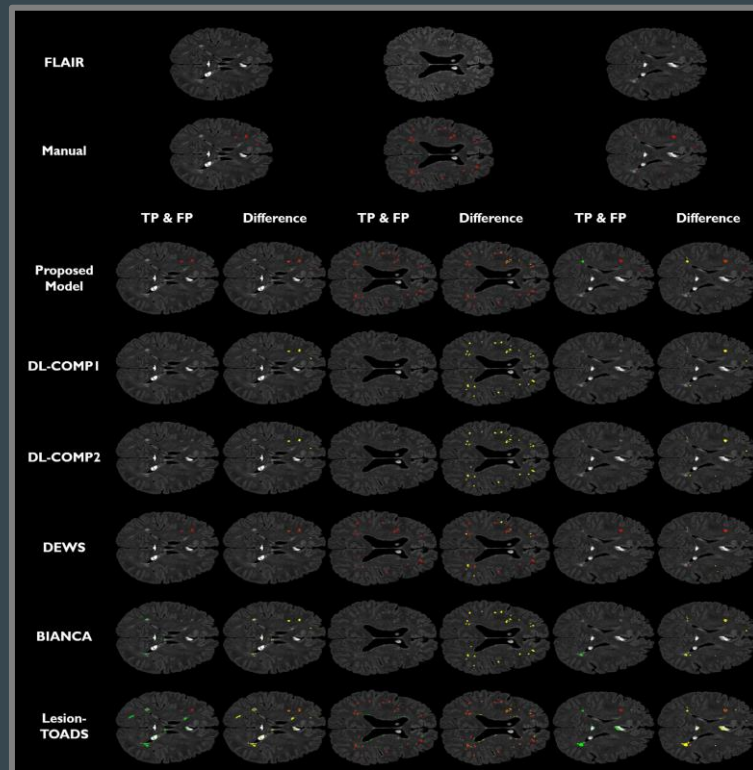 FLAIR
Manual
TP & FP Difference TP & FP Difference TP & FP Difference
Proposed
Model
DL-COMP1
DL-COMP2
DEWS
BIANCA
Lesion-
TOADS